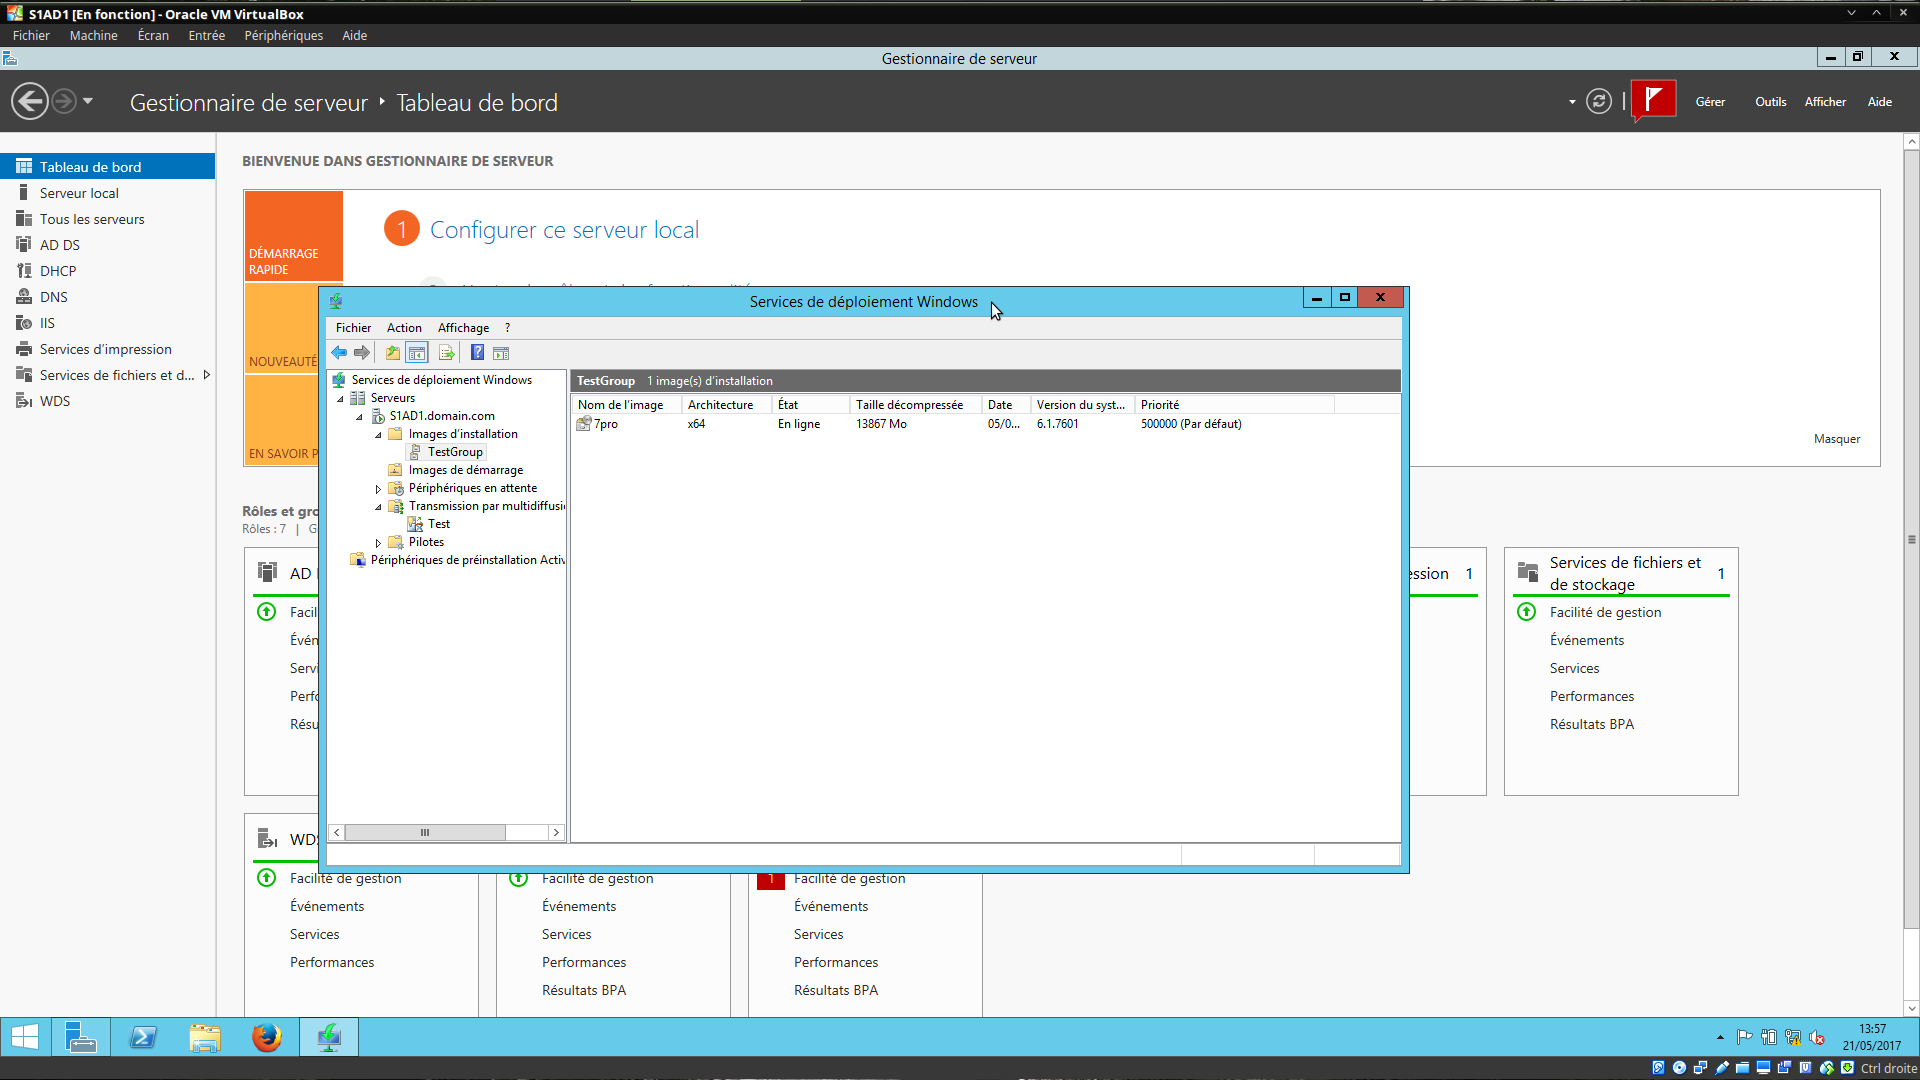 S1AD1 [En fonction] - Oracle VM VirtualBox
Fichier Machine Écran Entrée Périphériques Aide
Gestionnaire de serveur
Gestionnaire de serveur ‣ Tableau de bord
Gérer Outils Afficher Aide
Tableau de bord
Serveur local
Tous les serveurs
AD DS
DHCP
DNS
IIS
Services d'impression
Services de fichiers et d...
WDS
BIENVENUE DANS GESTIONNAIRE DE SERVEUR
DÉMARRAGE
RAPIDE
1 Configurer ce serveur local
NOUVEAUTÉ
EN SAVOIR P
Masquer
Services de déploiement Windows
Fichier Action Affichage ?
Services de déploiement Windows
Serveurs
S1AD1.domain.com
Images d'installation
TestGroup
Images de démarrage
Périphériques en attente
Transmission par multidiffusi
Test
Pilotes
Périphériques de préinstallation Activ
TestGroup 1 image(s) d'installation
Nom de l'image Architecture État Taille décompressée Date Version du syst... Priorité
7pro x64 En ligne 13867 Mo 05/0... 6.1.7601 500000 (Par défaut)
Rôles et gro
Rôles : 7 | G
AD
Facil
Évén
Servi
Perfo
Résu
ession 1
Services de fichiers et
de stockage 1
Facilité de gestion
Événements
Services
Performances
Résultats BPA
WDS
Facilité de gestion
Événements
Services
Performances
Facilité de gestion
Événements
Services
Performances
Résultats BPA
1 Facilité de gestion
Événements
Services
Performances
Résultats BPA
13:57
21/05/2017
Ctrl droite